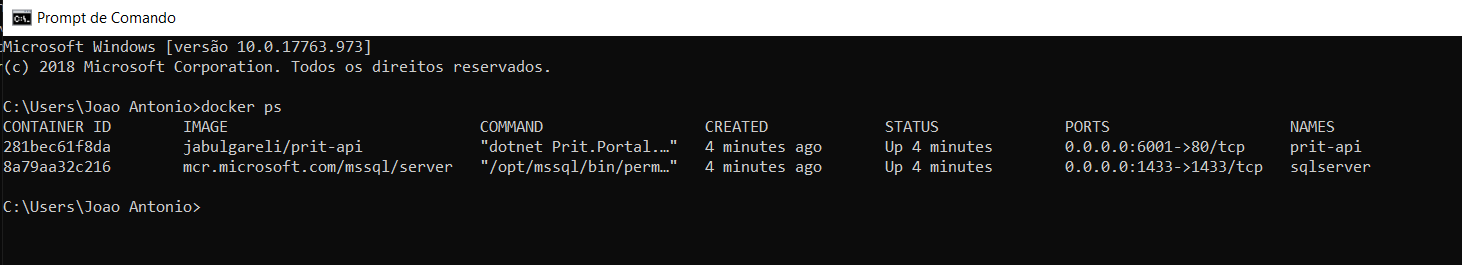 Prompt de Comando
Microsoft Windows [versão 10.0.17763.973]
(c) 2018 Microsoft Corporation. Todos os direitos reservados.
C:\Users\Joao Antonio>docker ps
CONTAINER ID        IMAGE                            COMMAND                  CREATED             STATUS              PORTS                    NAMES
281bec61f8da        jabulgareli/prit-api             "dotnet Prit.Portal.…"   4 minutes ago       Up 4 minutes        0.0.0.0:6001->80/tcp     prit-api
8a79aa32c216        mcr.microsoft.com/mssql/server   "/opt/mssql/bin/perm…"   4 minutes ago       Up 4 minutes        0.0.0.0:1433->1433/tcp   sqlserver
C:\Users\Joao Antonio>